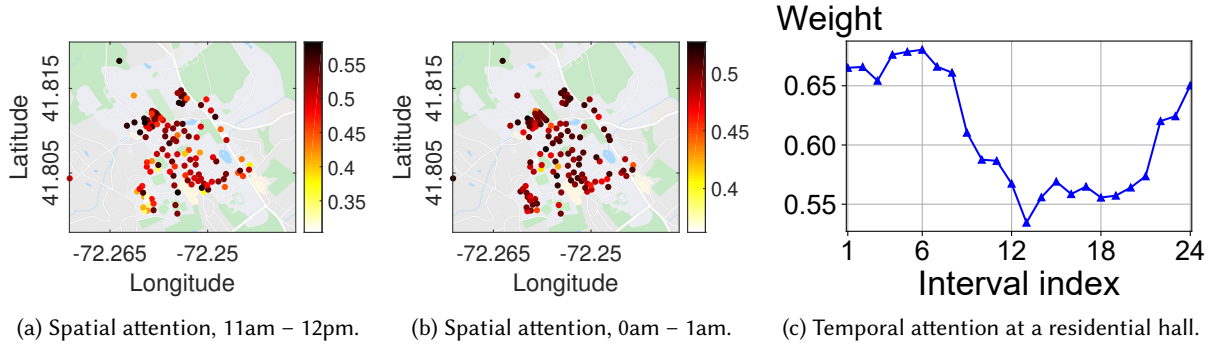 Latitude
41.815
41.805
-72.265
-72.25
Longitude
0.55
0.5
0.45
0.4
0.35
(a) Spatial attention, 11am – 12pm.
Latitude
41.815
41.805
-72.265
-72.25
Longitude
0.5
0.45
0.4
(b) Spatial attention, 0am – 1am.
Weight
0.65
0.60
0.55
1
6
12
18
24
Interval index
(c) Temporal attention at a residential hall.